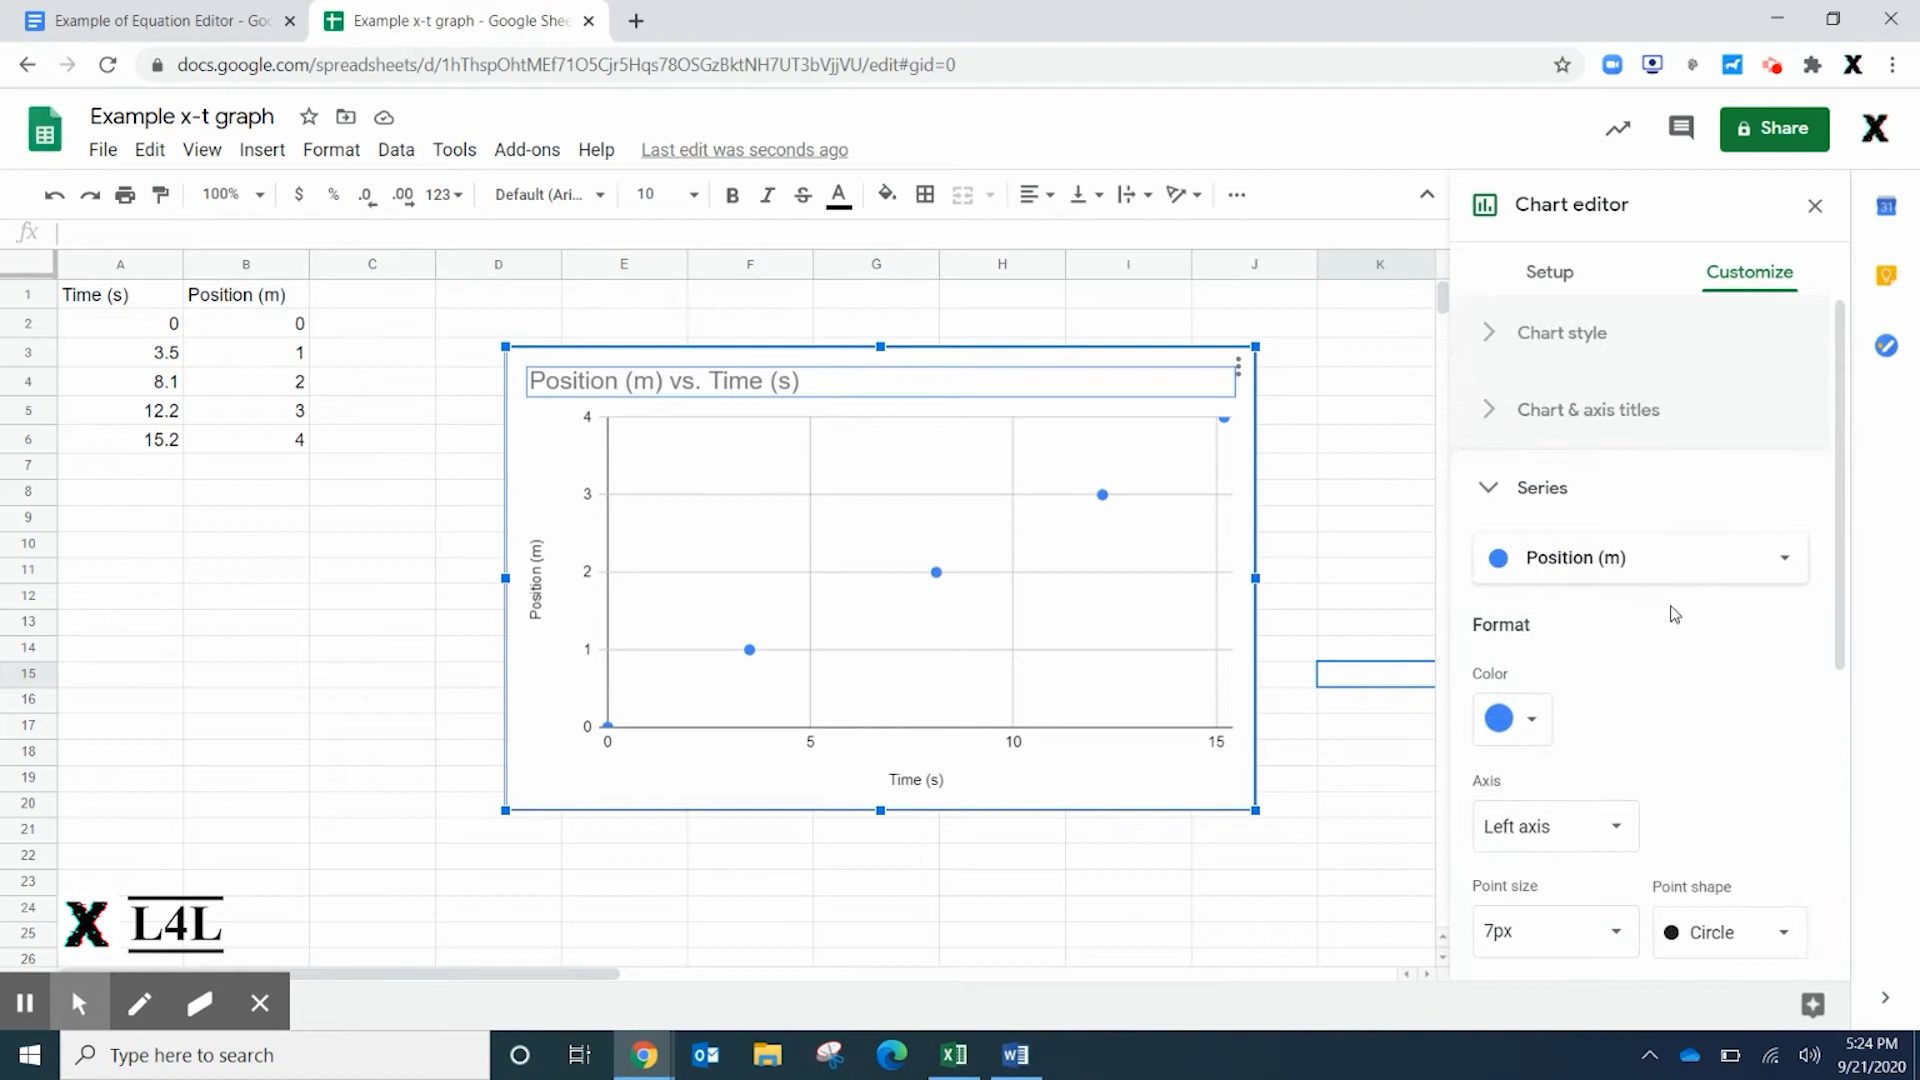 Example of Equation Editor - Goo
Example x-t graph - Google Shee
docs.google.com/spreadsheets/d/1hThspOhtMEf71O5Cjr5Hqs78OSGzBktNH7UT3bVjjVU/edit#gid=0
Example x-t graph
Share
File Edit View Insert Format Data Tools Add-ons Help Last edit was seconds ago
100% $ % .0 .00 123 Default (Ari... 10 B I S A
fx
Chart editor
A B C D E F G H I J K
Setup Customize
1 Time (s) Position (m)
2 0 0
3 3.5 1
4 8.1 2
5 12.2 3
6 15.2 4
7
8
9
10
11
12
13
14
15
16
17
18
19
20
21
22
23
24
25
26
Position (m) vs. Time (s)
4
3
2
1
0
Position (m)
0 5 10 15
Time (s)
Chart style
Chart & axis titles
Series
Position (m)
Format
Color
Axis
Left axis
Point size Point shape
7px Circle
31
X L4L
Type here to search
5:24 PM
9/21/2020